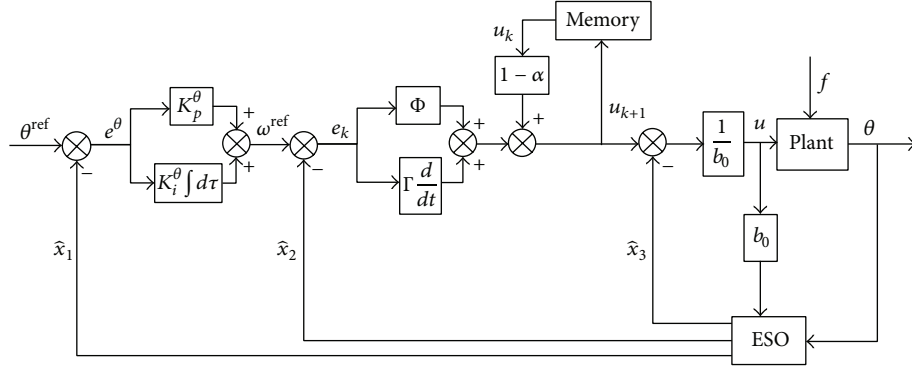 u_k
Memory
1 − α
f
K_p^θ
Φ
u_{k+1}
θ^ref
e^θ
+
ω^ref
e_k
+
+
1/b_0
u
Plant
θ
−
+
−
+
−
K_i^θ ∫ dτ
Γ d/dt
x̂_1
x̂_2
x̂_3
b_0
ESO